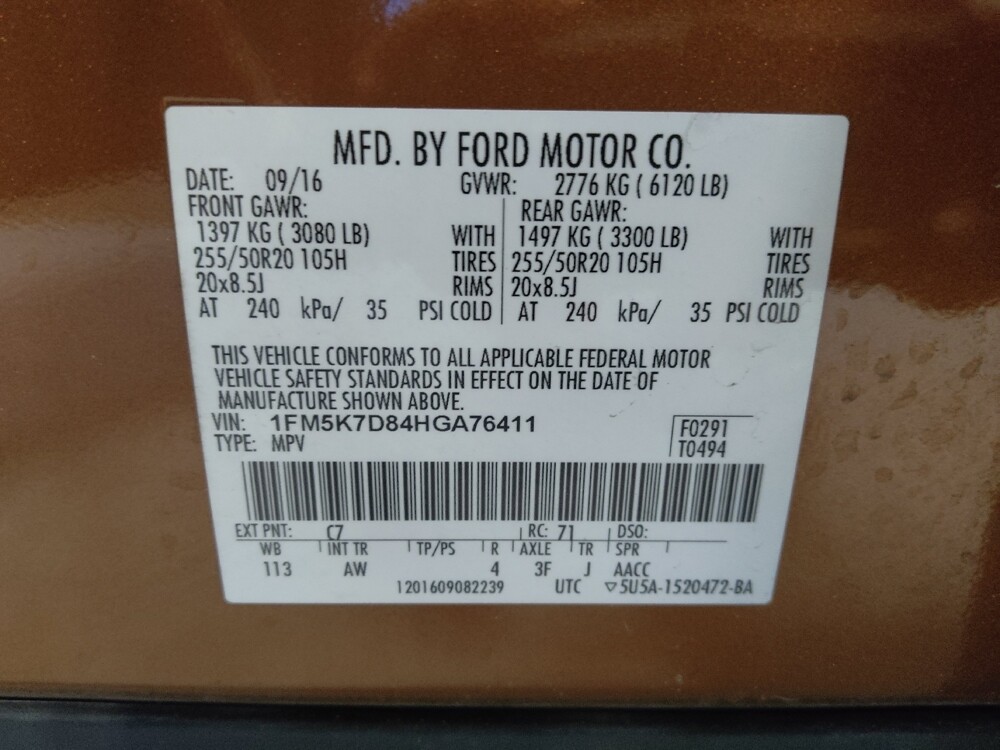 MFD. BY FORD MOTOR CO.
DATE: 09/16 GVWR: 2776 KG ( 6120 LB)
FRONT GAWR: REAR GAWR:
1397 KG ( 3080 LB) WITH 1497 KG ( 3300 LB) WITH
255/50R20 105H TIRES 255/50R20 105H TIRES
20x8.5J RIMS 20x8.5J RIMS
AT 240 kPa/ 35 PSI COLD AT 240 kPa/ 35 PSI COLD
THIS VEHICLE CONFORMS TO ALL APPLICABLE FEDERAL MOTOR
VEHICLE SAFETY STANDARDS IN EFFECT ON THE DATE OF
MANUFACTURE SHOWN ABOVE.
VIN: 1FM5K7D84HGA76411 F0291
TYPE: MPV T0494
EXT PNT: C7 RC: 71 DSO:
WB INT TR TP/PS R AXLE TR SPR
113 AW 4 3F J AACC
1201609082239 UTC ▽5U5A-1520472-BA